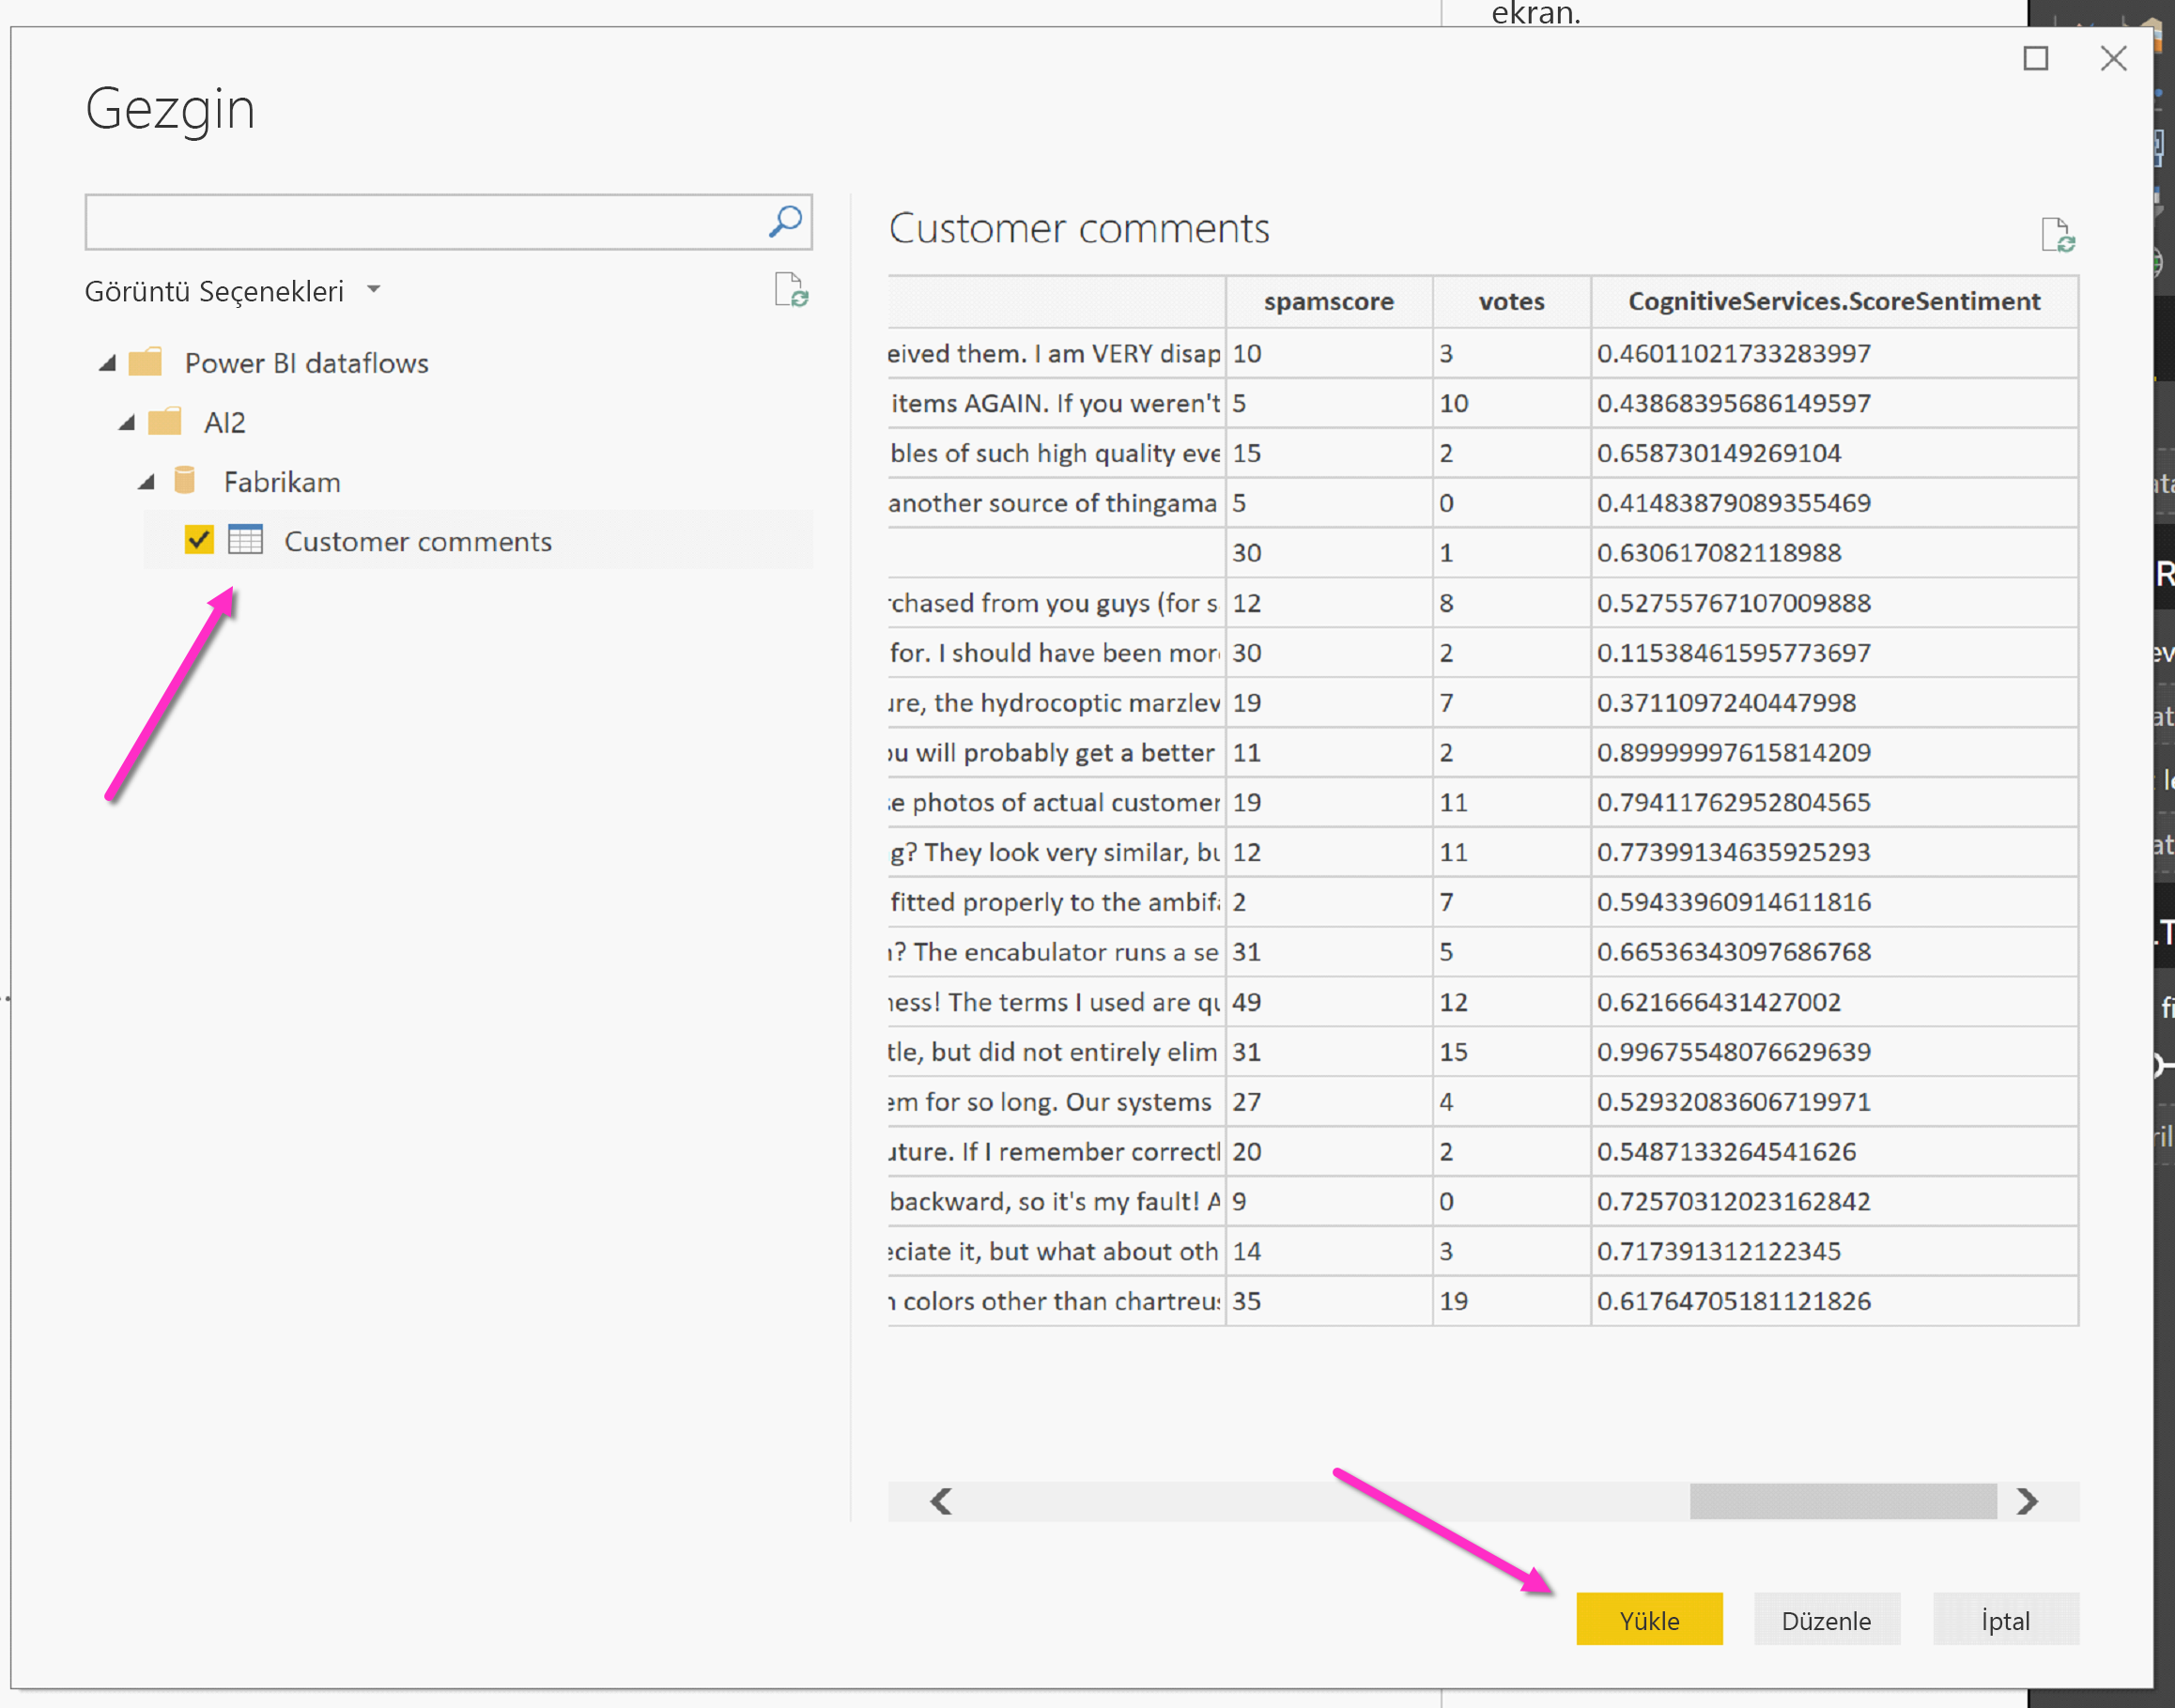 ekran.
Gezgin
Görüntü Seçenekleri
Power BI dataflows
AI2
Fabrikam
Customer comments
Customer comments
spamscore votes CognitiveServices.ScoreSentiment
eived them. I am VERY disap 10 3 0.46011021733283997
items AGAIN. If you weren't 5 10 0.43868395686149597
bles of such high quality eve 15 2 0.658730149269104
another source of thingama 5 0 0.41483879089355469
30 1 0.630617082118988
rchased from you guys (for s 12 8 0.52755767107009888
for. I should have been mor 30 2 0.11538461595773697
ure, the hydrocoptic marzlev 19 7 0.3711097240447998
ou will probably get a better 11 2 0.89999997615814209
se photos of actual customer 19 11 0.79411762952804565
g? They look very similar, bu 12 11 0.77399134635925293
fitted properly to the ambifa 2 7 0.59433960914611816
n? The encabulator runs a se 31 5 0.66536343097686768
ness! The terms I used are qu 49 12 0.621666431427002
tle, but did not entirely elim 31 15 0.99675548076629639
em for so long. Our systems 27 4 0.52932083606719971
uture. If I remember correctl 20 2 0.5487133264541626
backward, so it's my fault! A 9 0 0.72570312023162842
eciate it, but what about oth 14 3 0.717391312122345
n colors other than chartreus 35 19 0.61764705181121826
Yükle Düzenle İptal